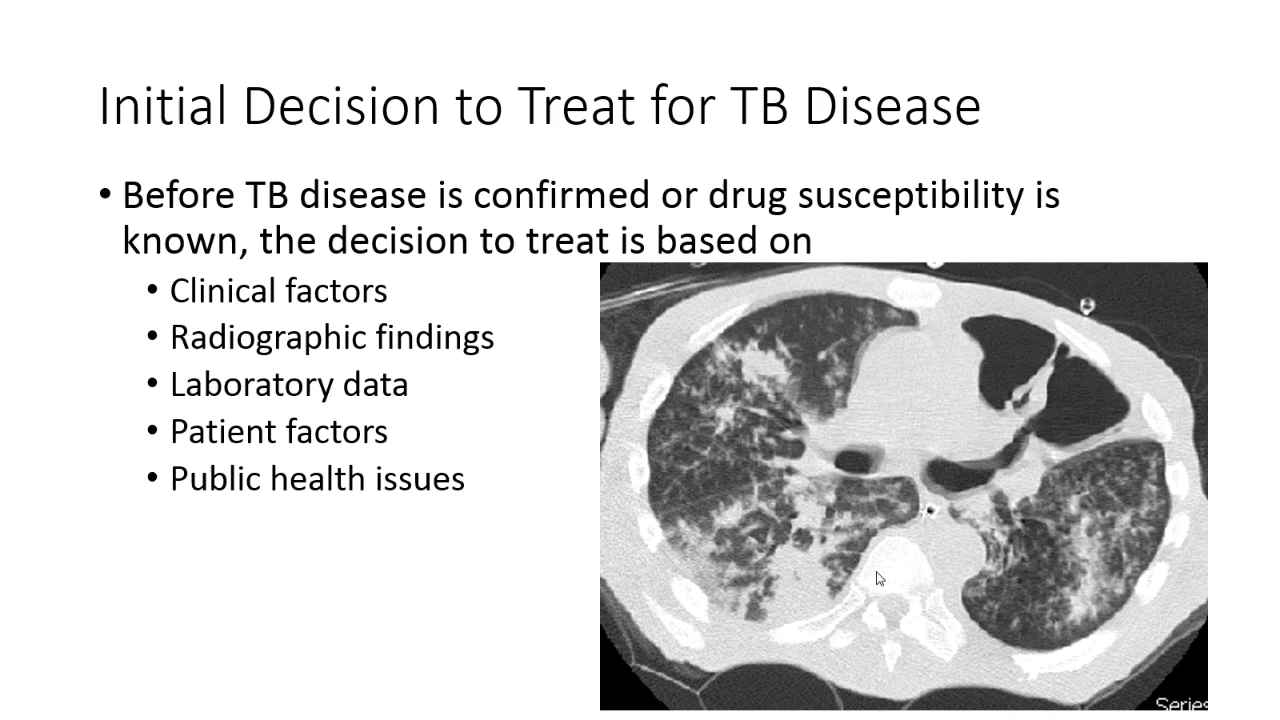 Initial Decision to Treat for TB Disease
• Before TB disease is confirmed or drug susceptibility is
known, the decision to treat is based on
• Clinical factors
• Radiographic findings
• Laboratory data
• Patient factors
• Public health issues
Series